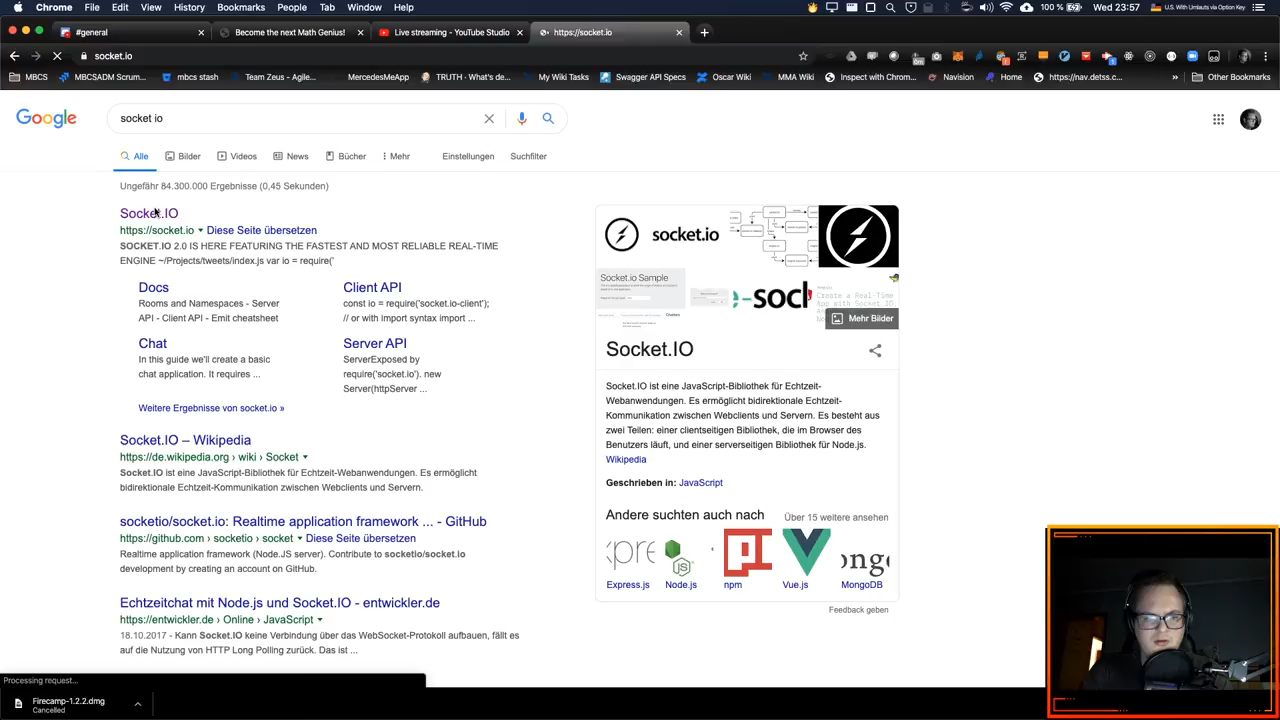 Chrome File Edit View History Bookmarks People Tab Window Help 100 % Wed 23:57 U.S. With Umlauts via Option Key
#general Become the next Math Genius! Live streaming - YouTube Studio https://socket.io
socket.io
MBCS MBCSADM Scrum... mbcs stash Team Zeus - Agile... MercedesMeApp TRUTH - What's de... My Wiki Tasks Swagger API Specs Oscar Wiki MMA Wiki Inspect with Chrom... Navision Home https://nav.detss.c... » Other Bookmarks
Google socket io
Alle Bilder Videos News Bücher Mehr Einstellungen Suchfilter
Ungefähr 84.300.000 Ergebnisse (0,45 Sekunden)
Socket.IO
https://socket.io Diese Seite übersetzen
SOCKET.IO 2.0 IS HERE FEATURING THE FASTEST AND MOST RELIABLE REAL-TIME
ENGINE ~/Projects/tweets/index.js var io = require('
Docs
Rooms and Namespaces - Server
API - Client API - Emit cheatsheet
Client API
const io = require('socket.io-client');
// or with import syntax import ...
Chat
In this guide we'll create a basic
chat application. It requires ...
Server API
ServerExposed by
require('socket.io'). new
Server(httpServer ...
Weitere Ergebnisse von socket.io »
Socket.IO – Wikipedia
https://de.wikipedia.org › wiki › Socket
Socket.IO ist eine JavaScript-Bibliothek für Echtzeit-Webanwendungen. Es ermöglicht
bidirektionale Echtzeit-Kommunikation zwischen Webclients und Servern.
socketio/socket.io: Realtime application framework ... - GitHub
https://github.com › socketio › socket Diese Seite übersetzen
Realtime application framework (Node.JS server). Contribute to socketio/socket.io
development by creating an account on GitHub.
Echtzeitchat mit Node.js und Socket.IO - entwickler.de
https://entwickler.de › Online › JavaScript
18.10.2017 - Kann Socket.IO keine Verbindung über das WebSocket-Protokoll aufbauen, fällt es
auf die Nutzung von HTTP Long Polling zurück. Das ist ...
socket.io
Socket.io Sample
Create a Real-Time
App with Socket.IO
Mehr Bilder
Socket.IO
Socket.IO ist eine JavaScript-Bibliothek für Echtzeit-
Webanwendungen. Es ermöglicht bidirektionale Echtzeit-
Kommunikation zwischen Webclients und Servern. Es besteht aus
zwei Teilen: einer clientseitigen Bibliothek, die im Browser des
Benutzers läuft, und einer serverseitigen Bibliothek für Node.js.
Wikipedia
Geschrieben in: JavaScript
Andere suchten auch nach Über 15 weitere ansehen
Express.js Node.js npm Vue.js MongoDB
Feedback geben
Processing request...
Firecamp-1.2.2.dmg
Cancelled